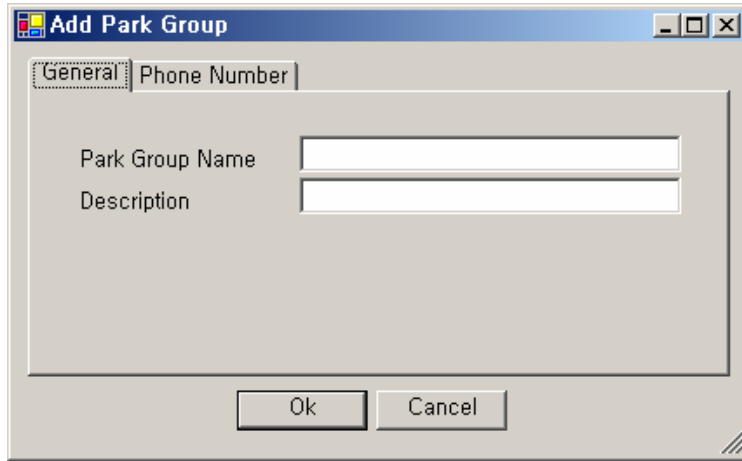 Add Park Group
General Phone Number
Park Group Name
Description
Ok Cancel